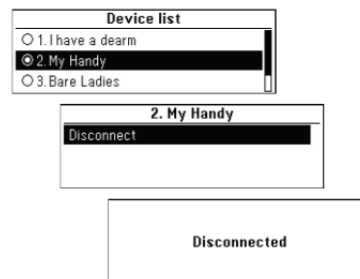 Device list
1. I have a dearm
2. My Handy
3. Bare Ladies
2. My Handy
Disconnect
Disconnected